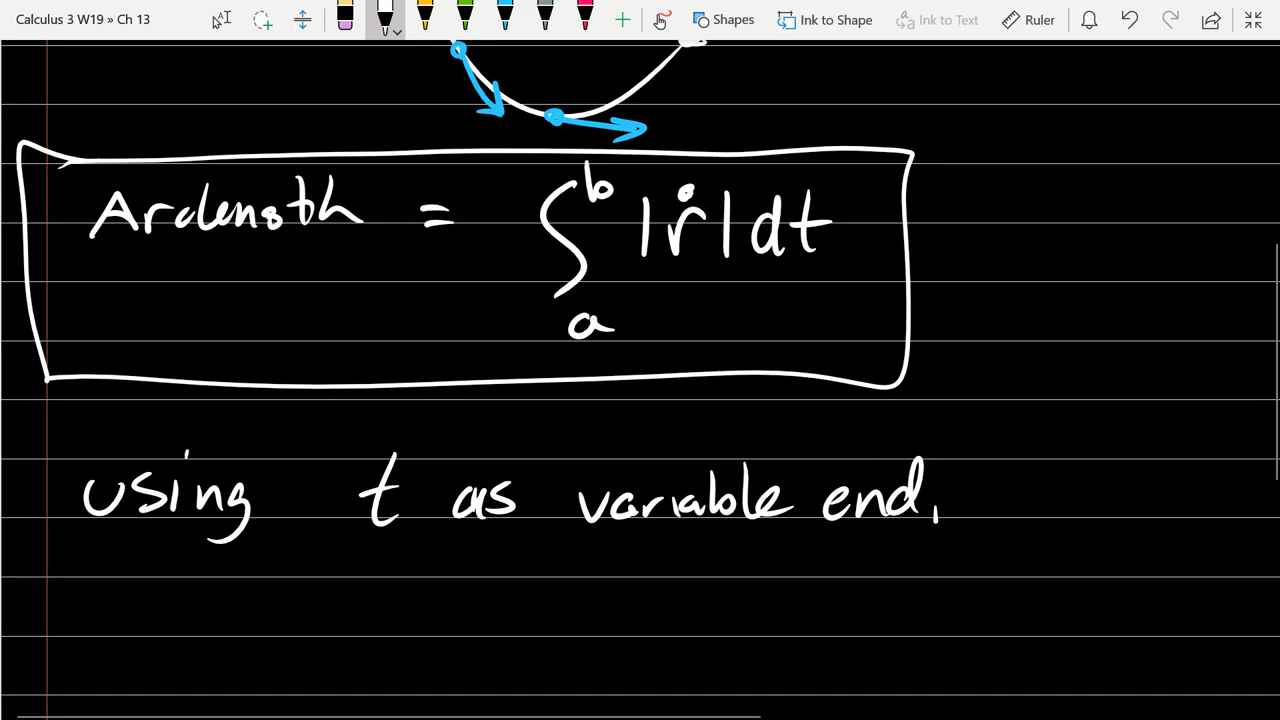 Calculus 3 W19 » Ch 13
Shapes
Ink to Shape
Ink to Text
Ruler
Arclength = ∫_a^b |ṙ| dt
using t as variable end,